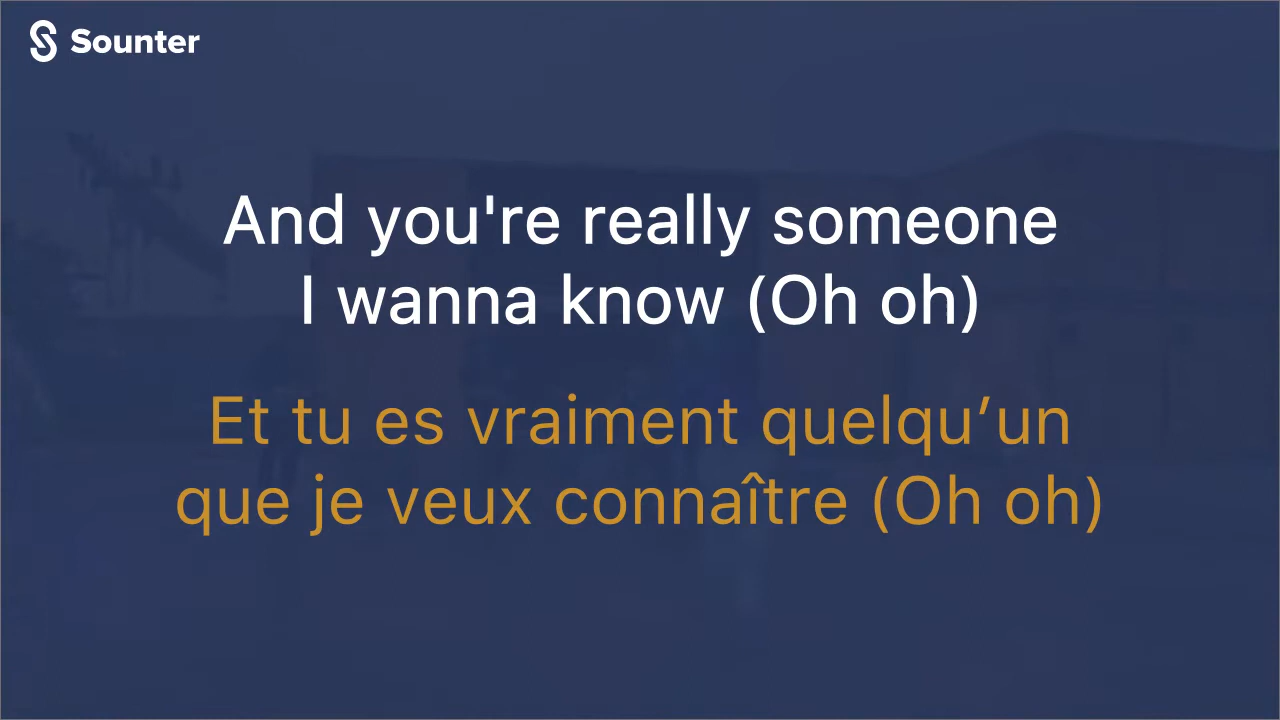 Sounter
And you're really someone
I wanna know (Oh oh)
Et tu es vraiment quelqu’un
que je veux connaître (Oh oh)